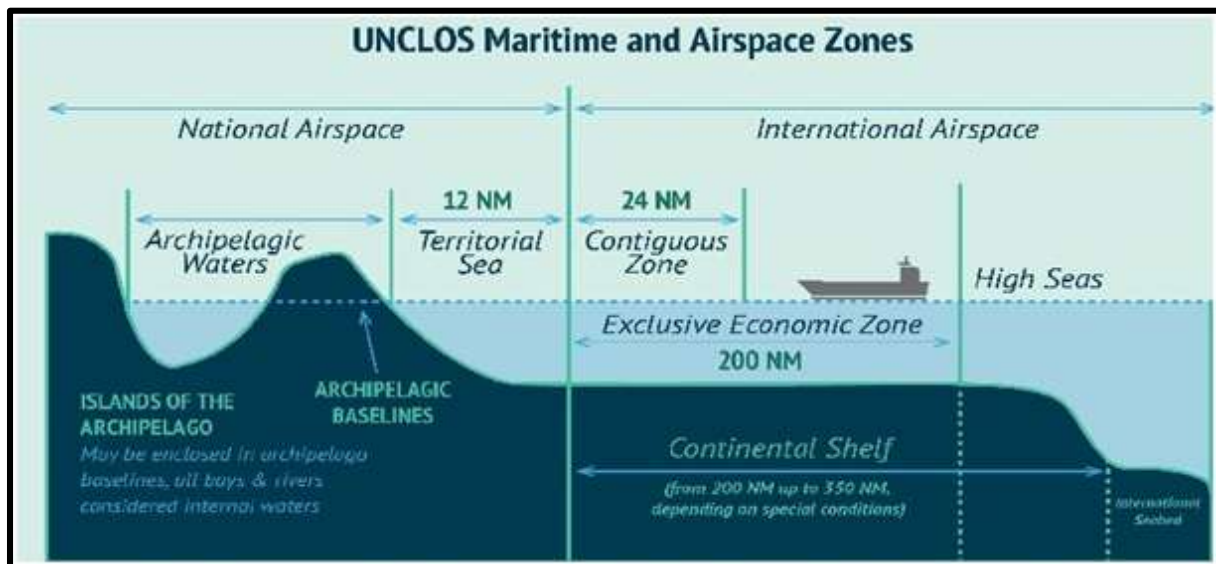 UNCLOS Maritime and Airspace Zones
National Airspace
International Airspace
12 NM
24 NM
Archipelagic
Waters
Territorial
Sea
Contiguous
Zone
High Seas
Exclusive Economic Zone
200 NM
ISLANDS OF THE
ARCHIPELAGO
May be enclosed in archipelago
baselines, all bays & rivers
considered internal waters
ARCHIPELAGIC
BASELINES
Continental Shelf
(from 200 NM up to 350 NM,
depending on special conditions)
International
Seabed